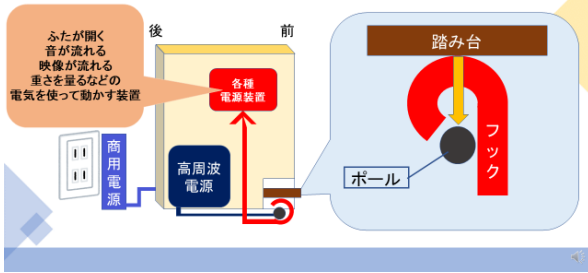 ふたが開く
音が流れる
映像が流れる
重さを量るなどの
電気を使って動かす装置
後
前
各種
電源装置
商用電源
高周波
電源
踏み台
フック
ポール